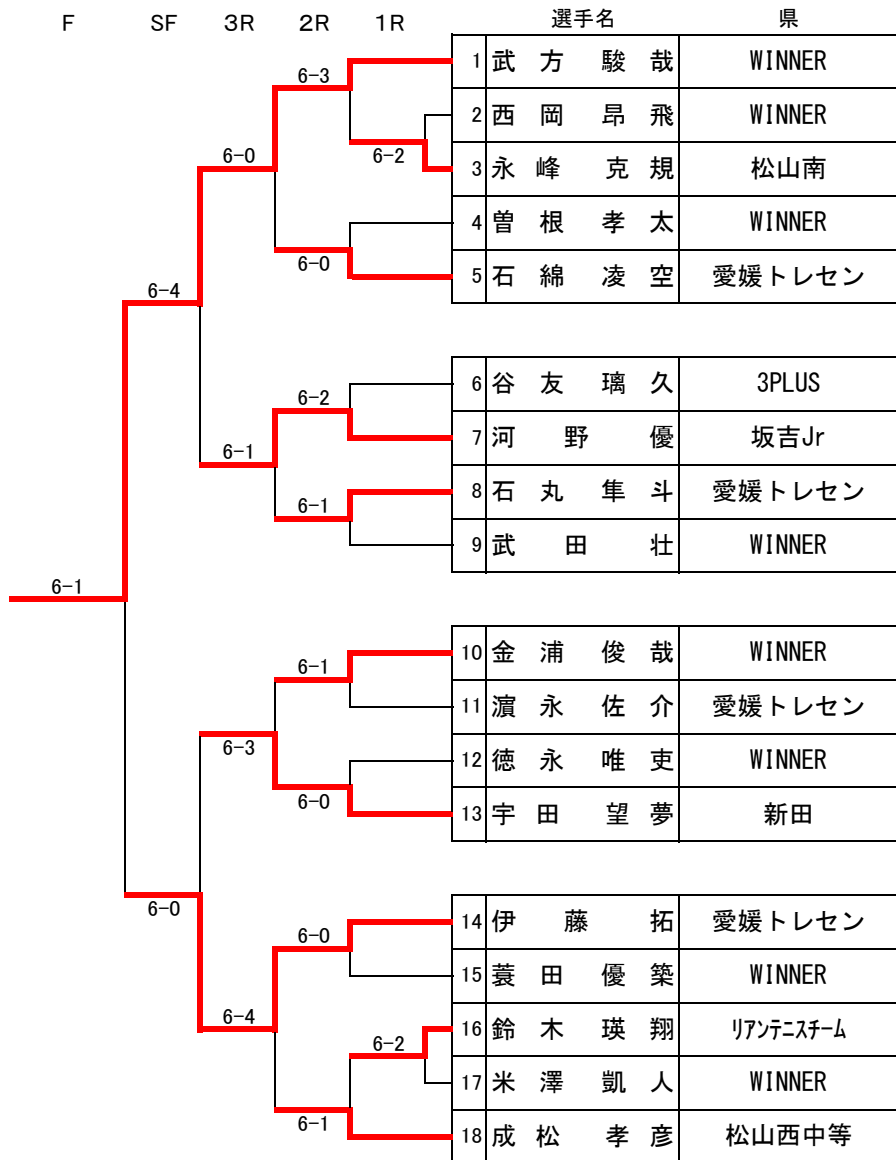 F SF 3R 2R 1R 選手名 県
1 武方 駿哉 WINNER
6-3
2 西岡 昂飛 WINNER
6-0 6-2
3 永峰 克規 松山南
4 曽根 孝太 WINNER
6-0
5 石綿 凌空 愛媛トレセン
6-4
6 谷友 璃久 3PLUS
6-2
7 河野 優 坂吉Jr
6-1
8 石丸 隼斗 愛媛トレセン
6-1
9 武田 壮 WINNER
6-1
10 金浦 俊哉 WINNER
6-1
11 濵永 佐介 愛媛トレセン
6-3
12 徳永 唯吏 WINNER
6-0
13 宇田 望夢 新田
6-0
14 伊藤 拓 愛媛トレセン
6-0
15 蓑田 優築 WINNER
6-4
16 鈴木 瑛翔 リアンテニスチーム
6-2
17 米澤 凱人 WINNER
6-1
18 成松 孝彦 松山西中等